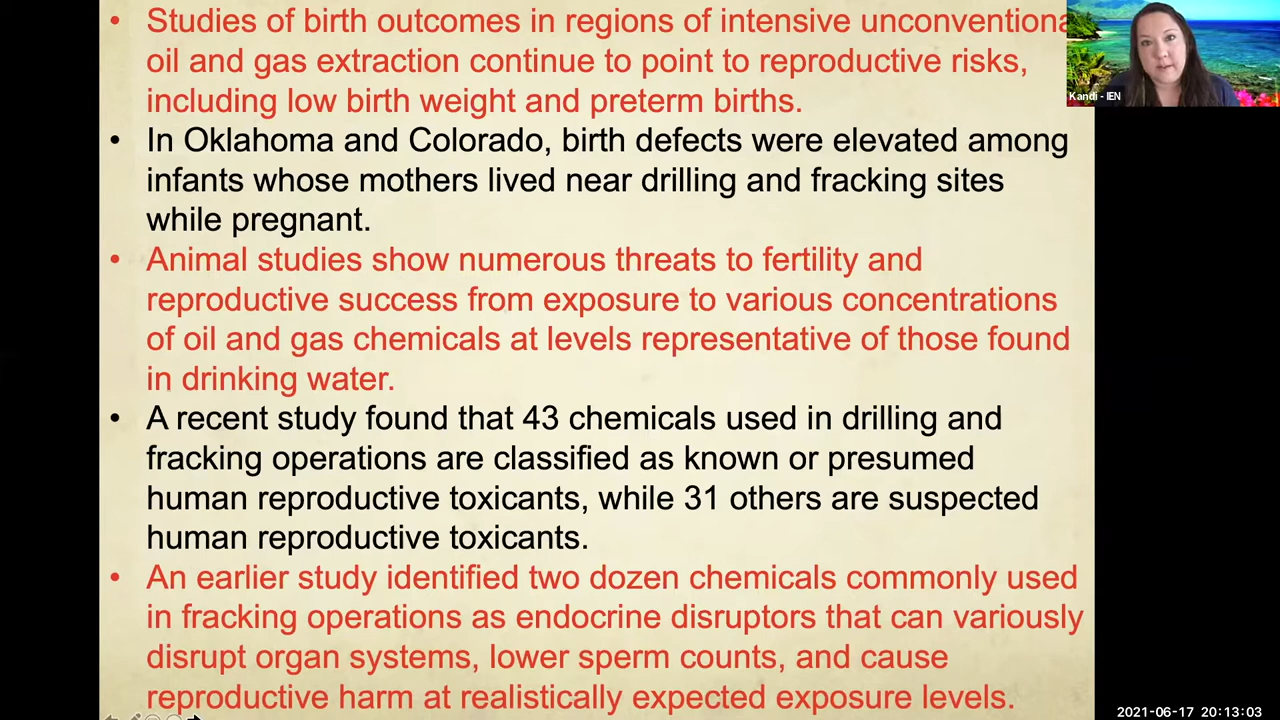 • Studies of birth outcomes in regions of intensive unconventiona
oil and gas extraction continue to point to reproductive risks,
including low birth weight and preterm births.
• In Oklahoma and Colorado, birth defects were elevated among
infants whose mothers lived near drilling and fracking sites
while pregnant.
• Animal studies show numerous threats to fertility and
reproductive success from exposure to various concentrations
of oil and gas chemicals at levels representative of those found
in drinking water.
• A recent study found that 43 chemicals used in drilling and
fracking operations are classified as known or presumed
human reproductive toxicants, while 31 others are suspected
human reproductive toxicants.
• An earlier study identified two dozen chemicals commonly used
in fracking operations as endocrine disruptors that can variously
disrupt organ systems, lower sperm counts, and cause
reproductive harm at realistically expected exposure levels.
Kandi - IEN
2021-06-17 20:13:03